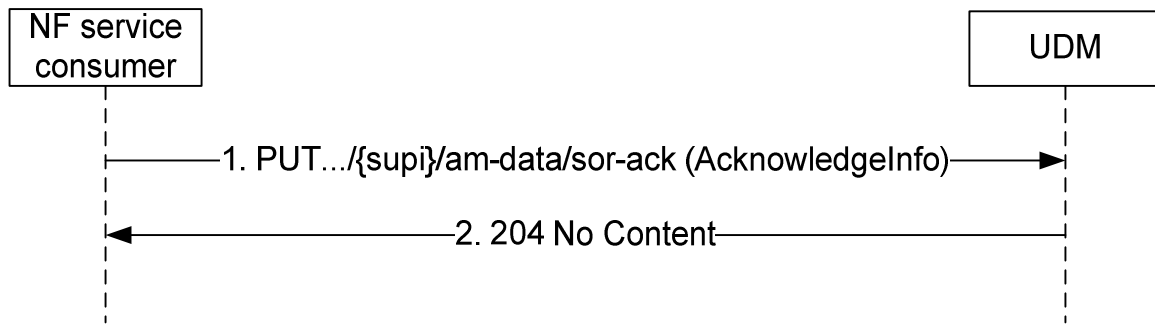 NF service
consumer
UDM
1. PUT.../{supi}/am-data/sor-ack (AcknowledgeInfo)
2. 204 No Content